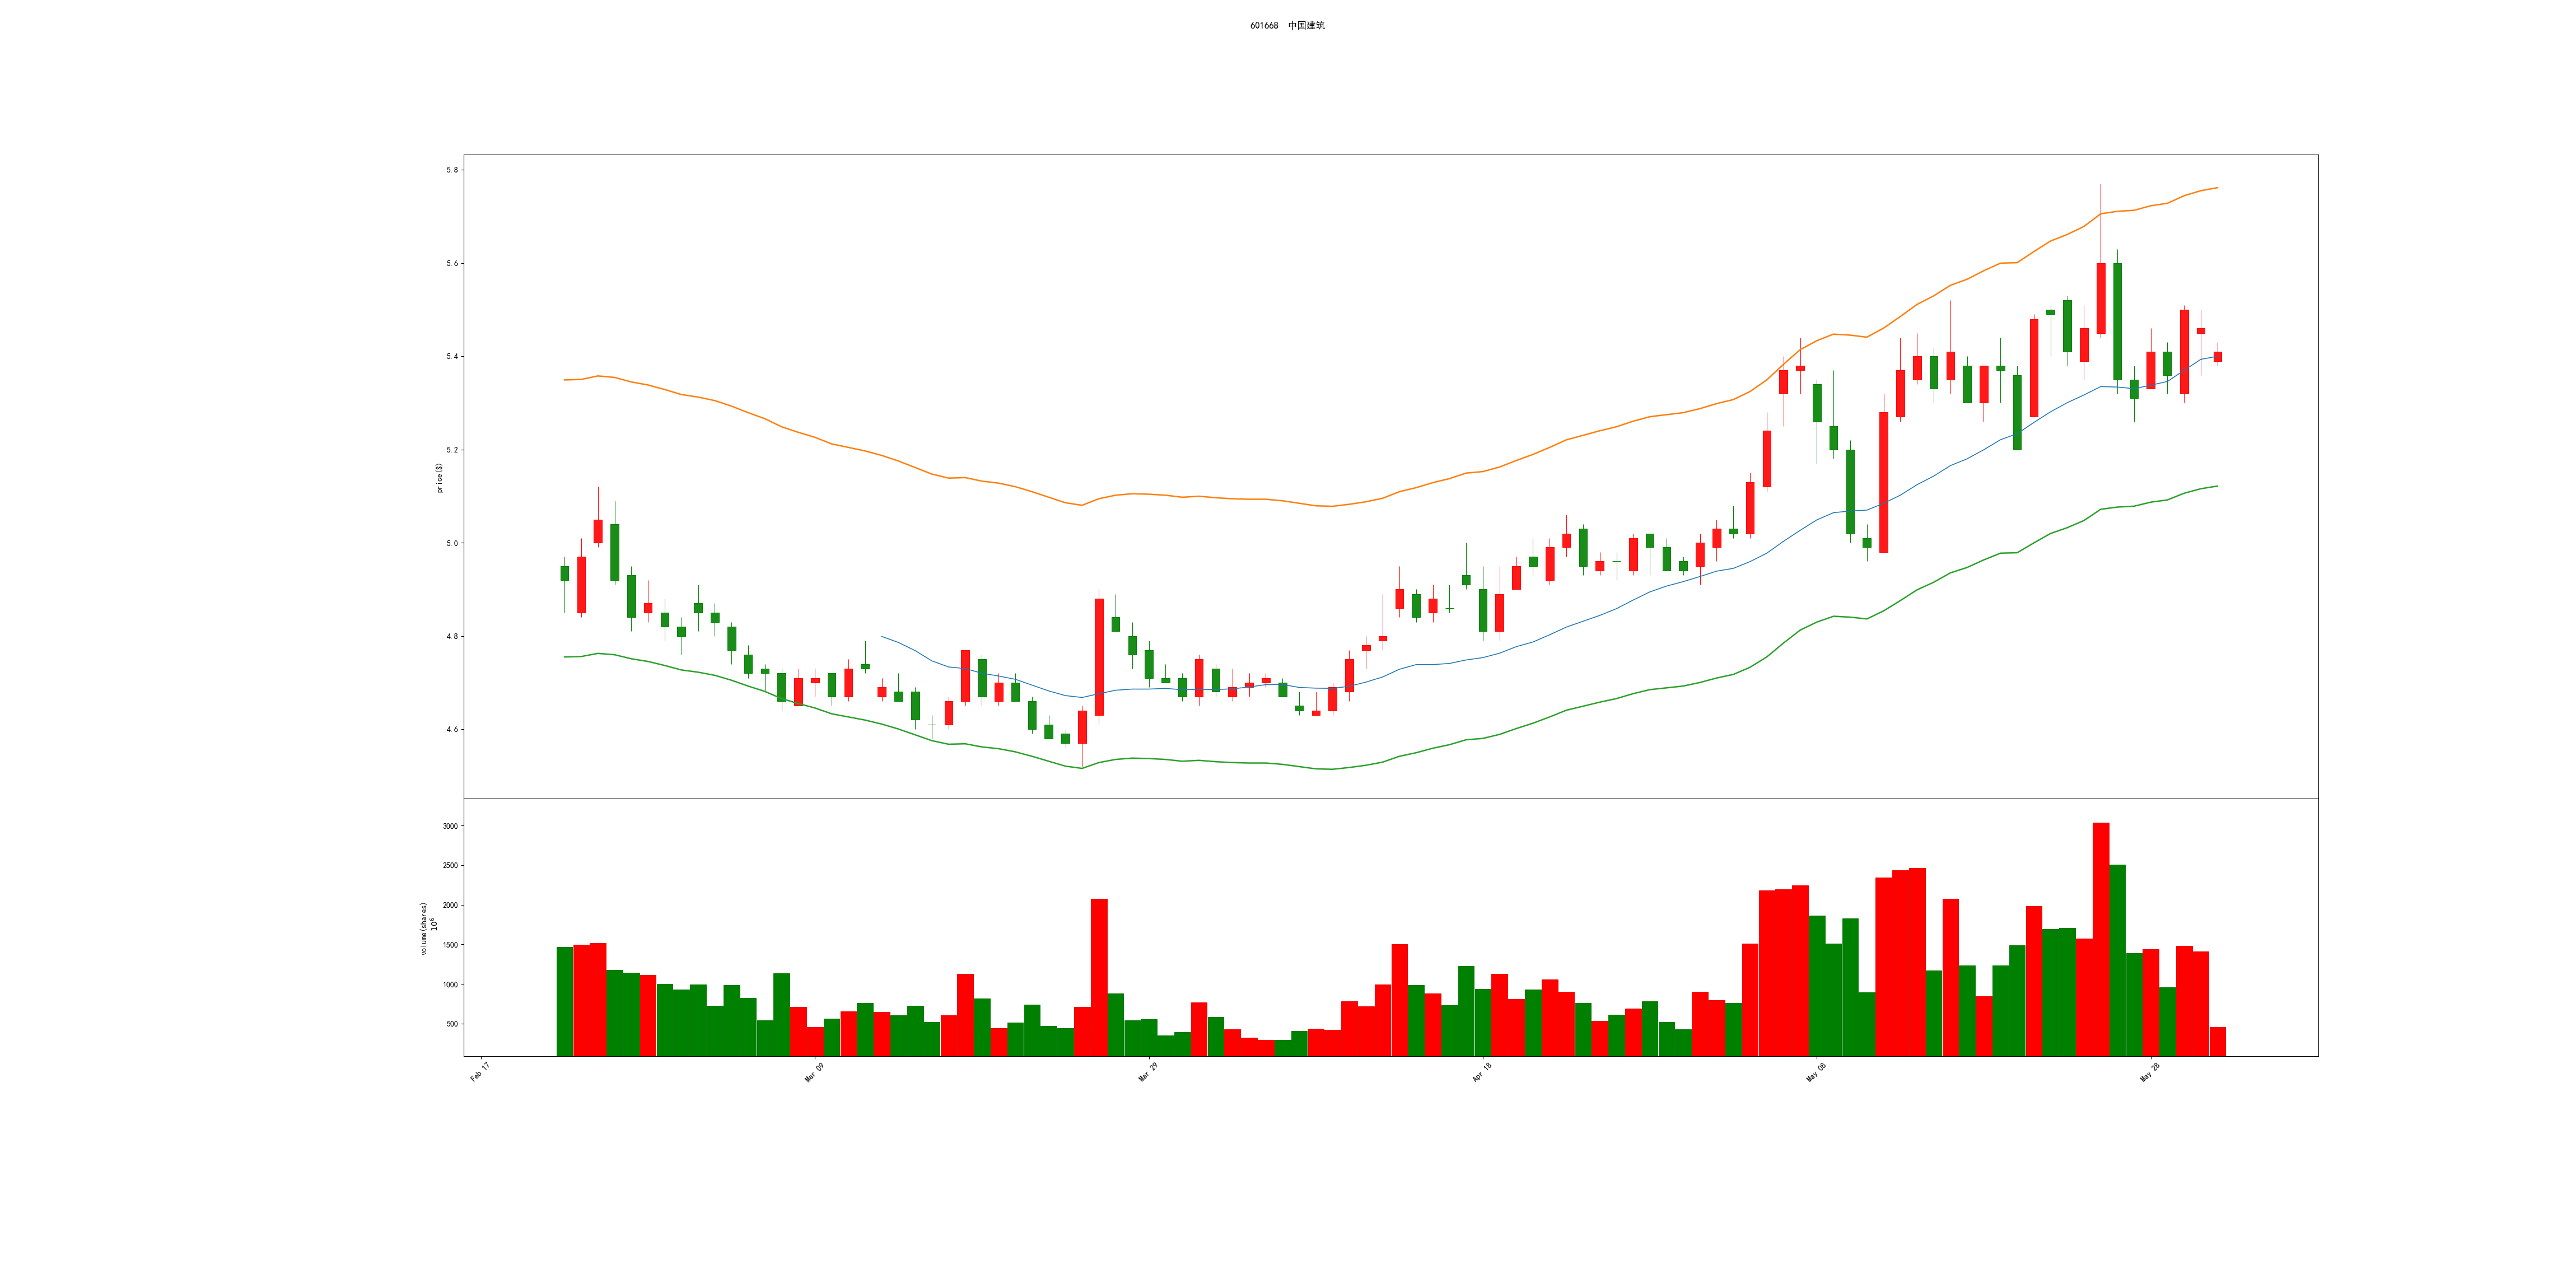 601668 中国建筑
5.8
5.6
5.4
5.2
5.0
4.8
4.6
price($)
3000
2500
2000
1500
1000
500
volume(shares)
10⁶
Feb 17
Mar 09
Mar 29
Apr 18
May 08
May 28